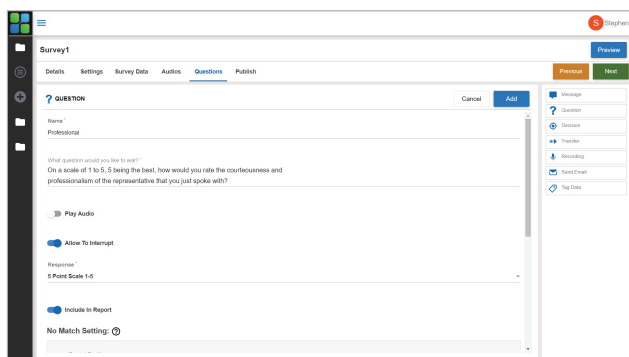 S Stephen
Survey1
Preview
Details Settings Survey Data Audios Questions Publish
Previous Next
? QUESTION
Cancel Add
Name *
Professional
What question would you like to ask? *
On a scale of 1 to 5, 5 being the best, how would you rate the courteousness and
professionalism of the representative that you just spoke with?
Play Audio
Allow To Interrupt
Response *
5 Point Scale 1-5
Include In Report
No Match Setting: ?
Message
? Question
Decision
Transfer
Recording
Send Email
Tag Data